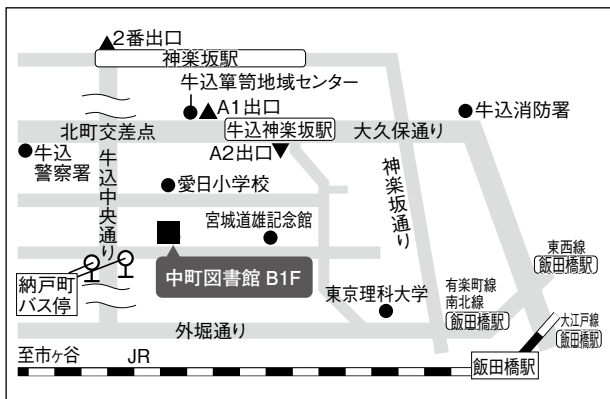 2番出口
神楽坂駅
牛込簞笥地域センター
A1出口
牛込消防署
北町交差点
牛込神楽坂駅
大久保通り
牛込
警察署
A2出口
牛込中央通り
愛日小学校
神楽坂通り
宮城道雄記念館
中町図書館 B1F
納戸町
バス停
東京理科大学
東西線
飯田橋駅
有楽町線
南北線
飯田橋駅
大江戸線
飯田橋駅
外堀通り
至市ヶ谷
JR
飯田橋駅